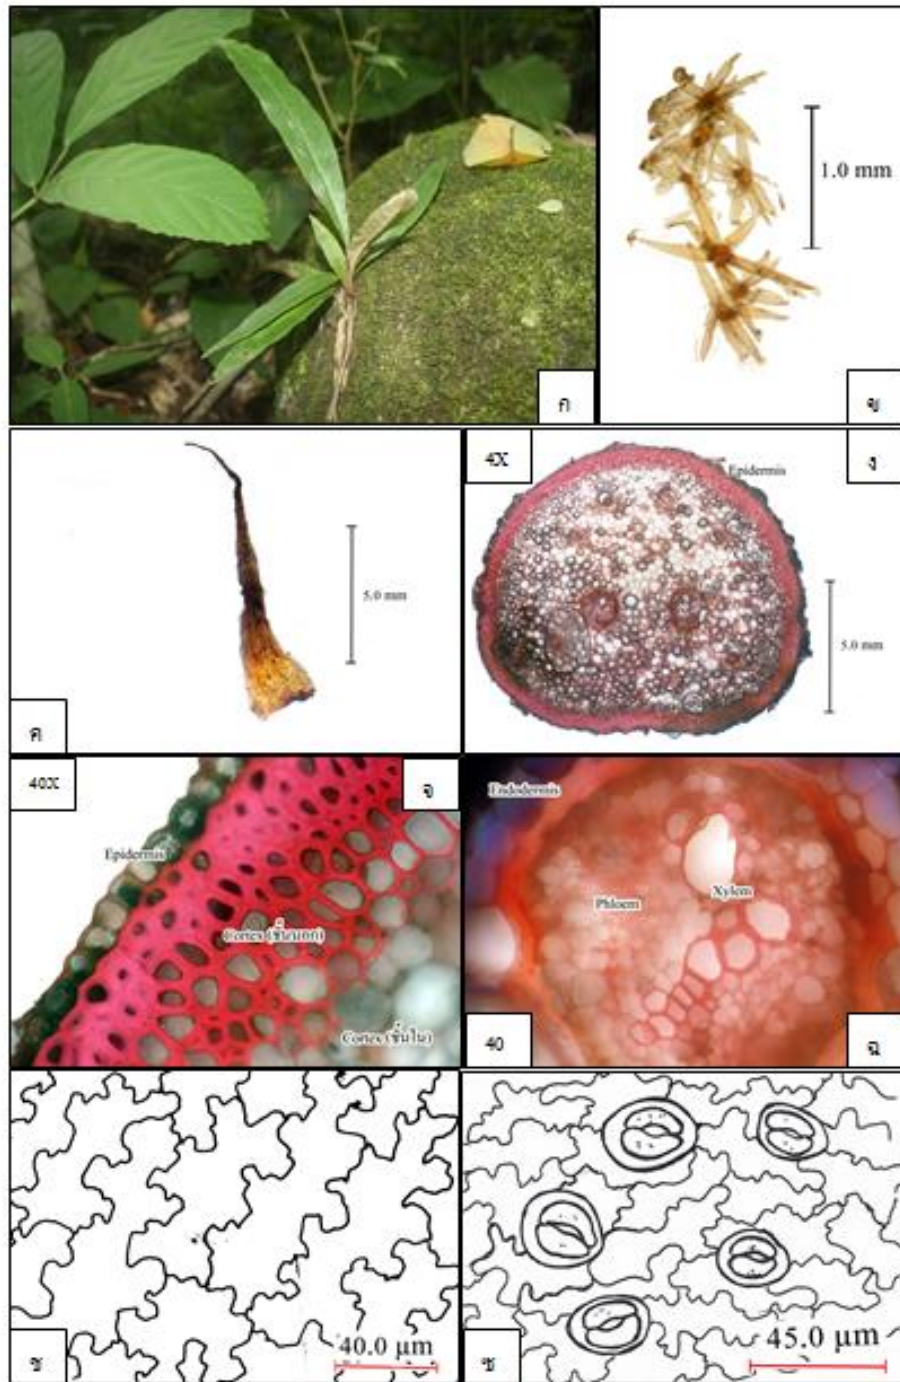 1.0 mm
ก
ข
4X
ง
Epidermis
5.0 mm
5.0 mm
ค
40X
จ
Endodermis
Epidermis
Xylem
Phloem
Cortex (ชั้นนอก)
Cortex (ชั้นใน)
40
ฉ
40.0 µm
45.0 µm
ช
ซ